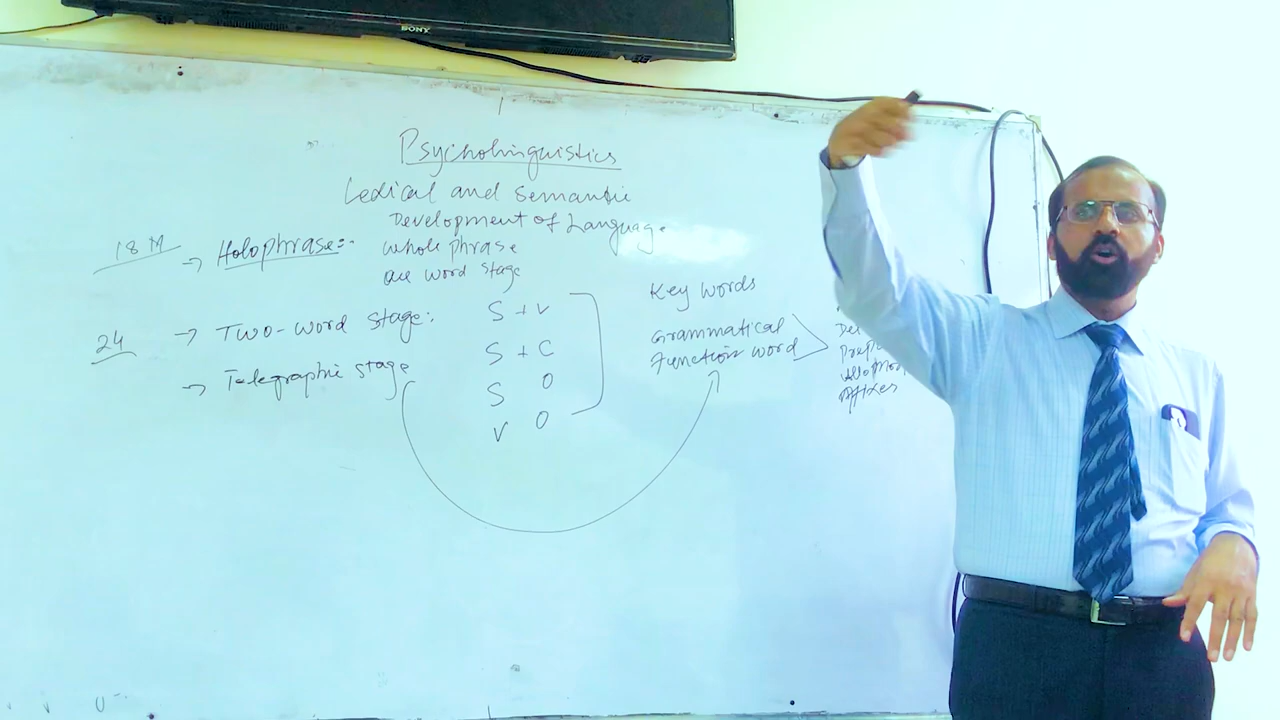 SONY
Psycholinguistics
Lexical and Semantic
Development of Language
18 M → Holophrase:- whole phrase
one word stage
24 → Two-word stage:
→ Telegraphic stage
S + V
S + C
S O
V O
Key words
Grammatical
Function word
Affixes